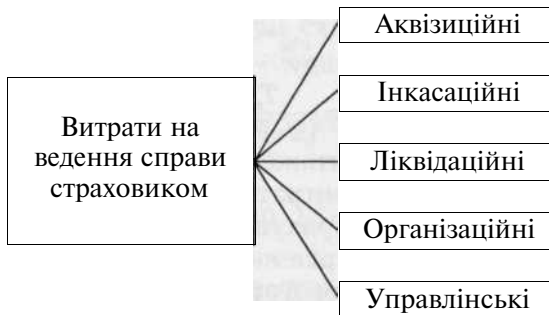 Витрати на
ведення справи
страховиком
Аквізиційні
Інкасаційні
Ліквідаційні
Організаційні
Управлінські